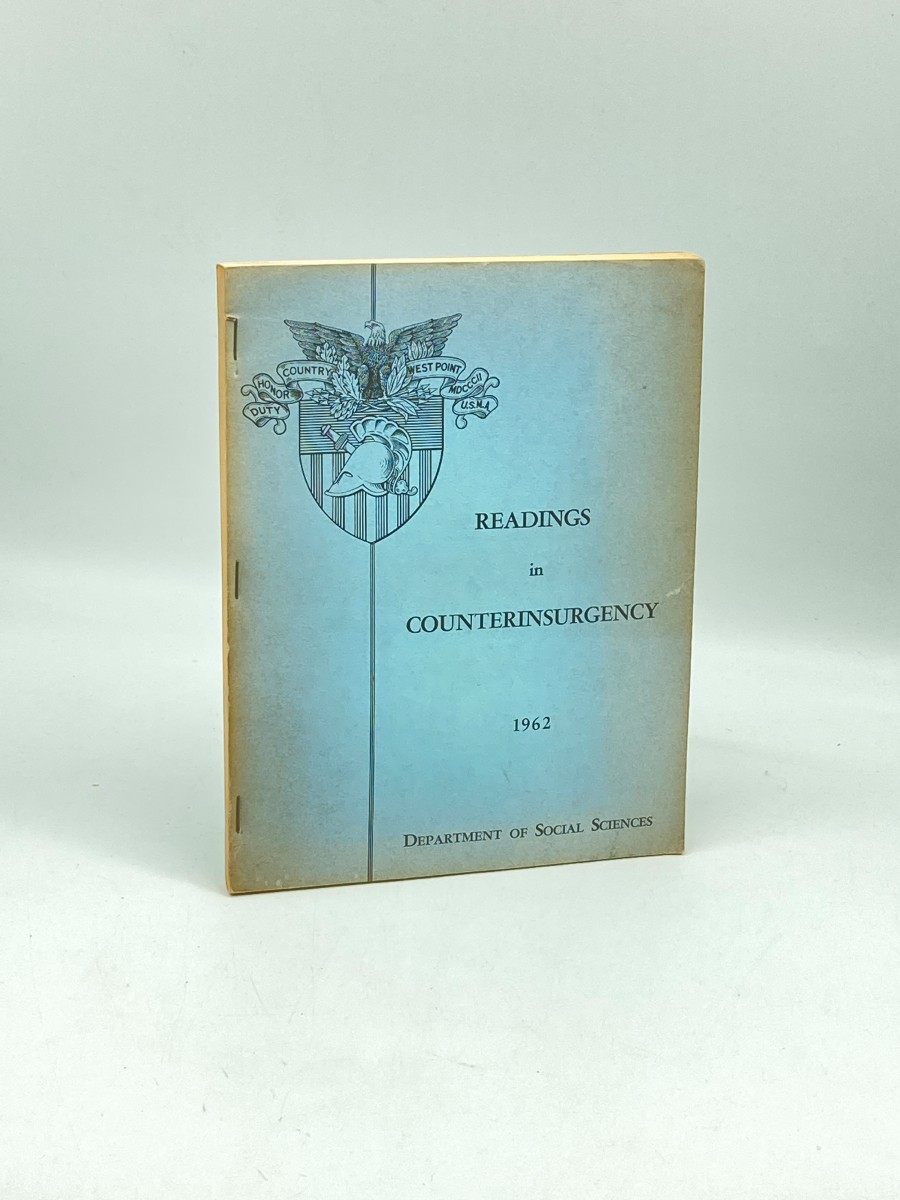 DUTY
HONOR
COUNTRY
WEST POINT
MDCCCII
U.S.M.A
READINGS
in
COUNTERINSURGENCY
1962
DEPARTMENT OF SOCIAL SCIENCES